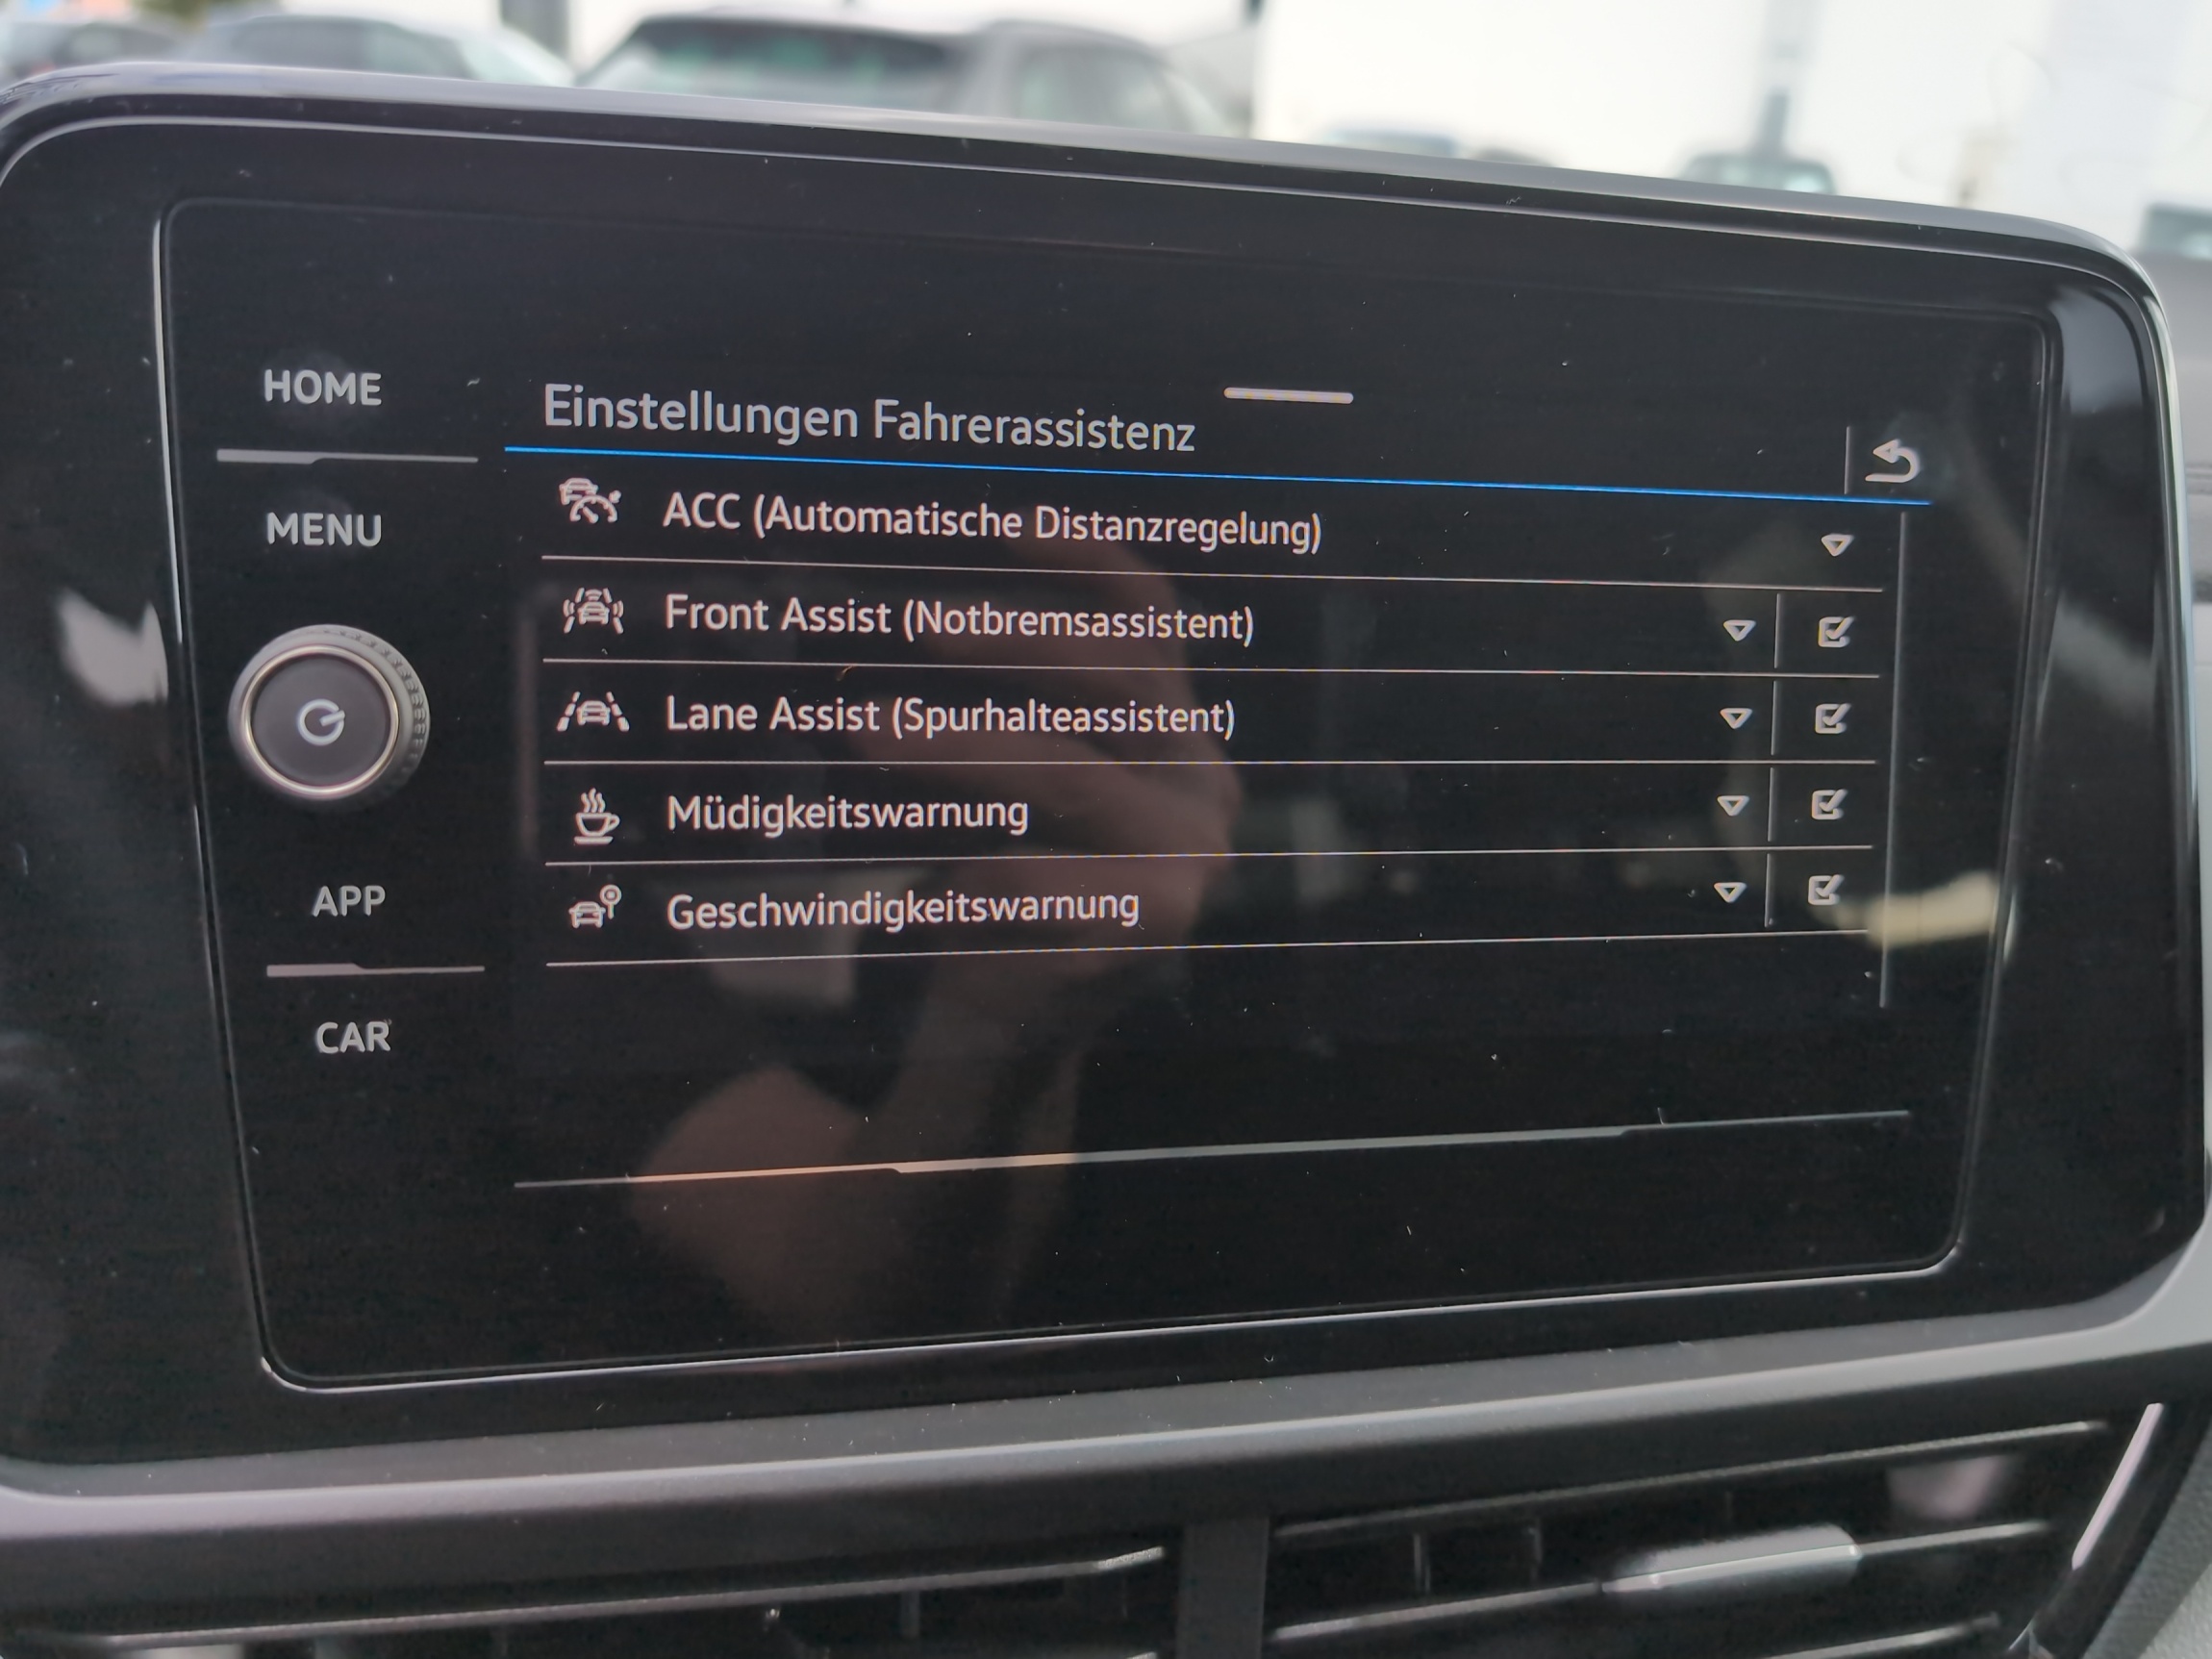 HOME
MENU
APP
CAR
Einstellungen Fahrerassistenz
ACC (Automatische Distanzregelung)
Front Assist (Notbremsassistent)
Lane Assist (Spurhalteassistent)
Müdigkeitswarnung
Geschwindigkeitswarnung